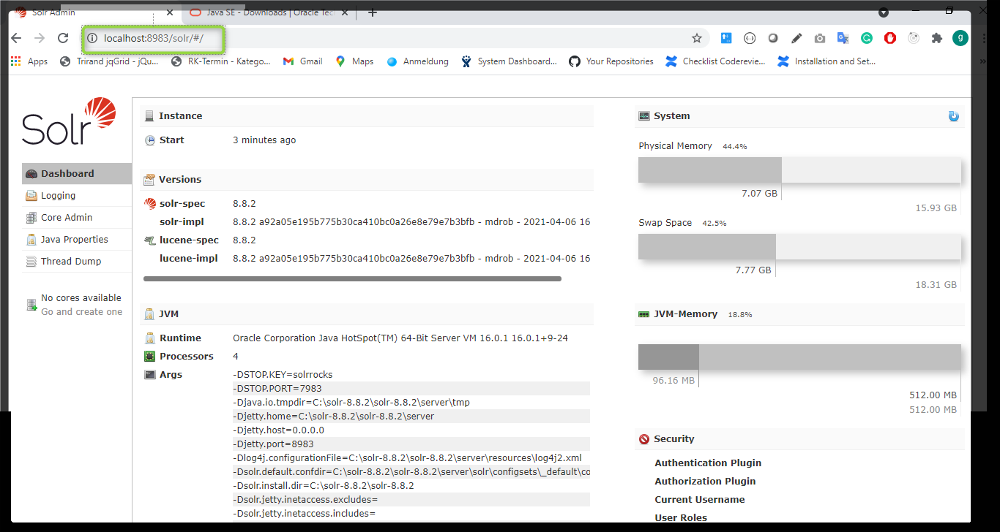 Solr Admin
Java SE - Downloads | Oracle Tec
localhost:8983/solr/#/
g
Apps
Trirand jqGrid - jQu...
RK-Termin - Katego...
Gmail
Maps
Anmeldung
System Dashboard...
Your Repositories
Checklist Coderevie...
Installation and Set...
»
Solr
Dashboard
Logging
Core Admin
Java Properties
Thread Dump
No cores available
Go and create one
Instance
Start 3 minutes ago
Versions
solr-spec 8.8.2
solr-impl 8.8.2 a92a05e195b775b30ca410bc0a26e8e79e7b3bfb - mdrob - 2021-04-06 16
lucene-spec 8.8.2
lucene-impl 8.8.2 a92a05e195b775b30ca410bc0a26e8e79e7b3bfb - mdrob - 2021-04-06 16
JVM
Runtime Oracle Corporation Java HotSpot(TM) 64-Bit Server VM 16.0.1 16.0.1+9-24
Processors 4
Args -DSTOP.KEY=solrrocks
-DSTOP.PORT=7983
-Djava.io.tmpdir=C:\solr-8.8.2\solr-8.8.2\server\tmp
-Djetty.home=C:\solr-8.8.2\solr-8.8.2\server
-Djetty.host=0.0.0.0
-Djetty.port=8983
-Dlog4j.configurationFile=C:\solr-8.8.2\solr-8.8.2\server\resources\log4j2.xml
-Dsolr.default.confdir=C:\solr-8.8.2\solr-8.8.2\server\solr\configsets\_default\co
-Dsolr.install.dir=C:\solr-8.8.2\solr-8.8.2
-Dsolr.jetty.inetaccess.excludes=
-Dsolr.jetty.inetaccess.includes=
System
Physical Memory 44.4%
7.07 GB
15.93 GB
Swap Space 42.5%
7.77 GB
18.31 GB
JVM-Memory 18.8%
96.16 MB
512.00 MB
512.00 MB
Security
Authentication Plugin
Authorization Plugin
Current Username
User Roles